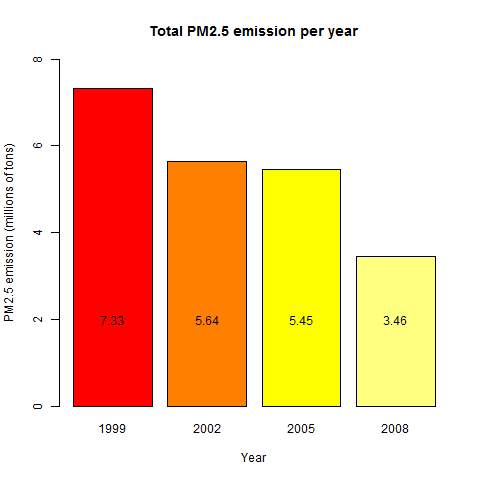 Total PM2.5 emission per year
PM2.5 emission (millions of tons)
8
6
4
2
0
7.33 5.64 5.45 3.46
1999 2002 2005 2008
Year